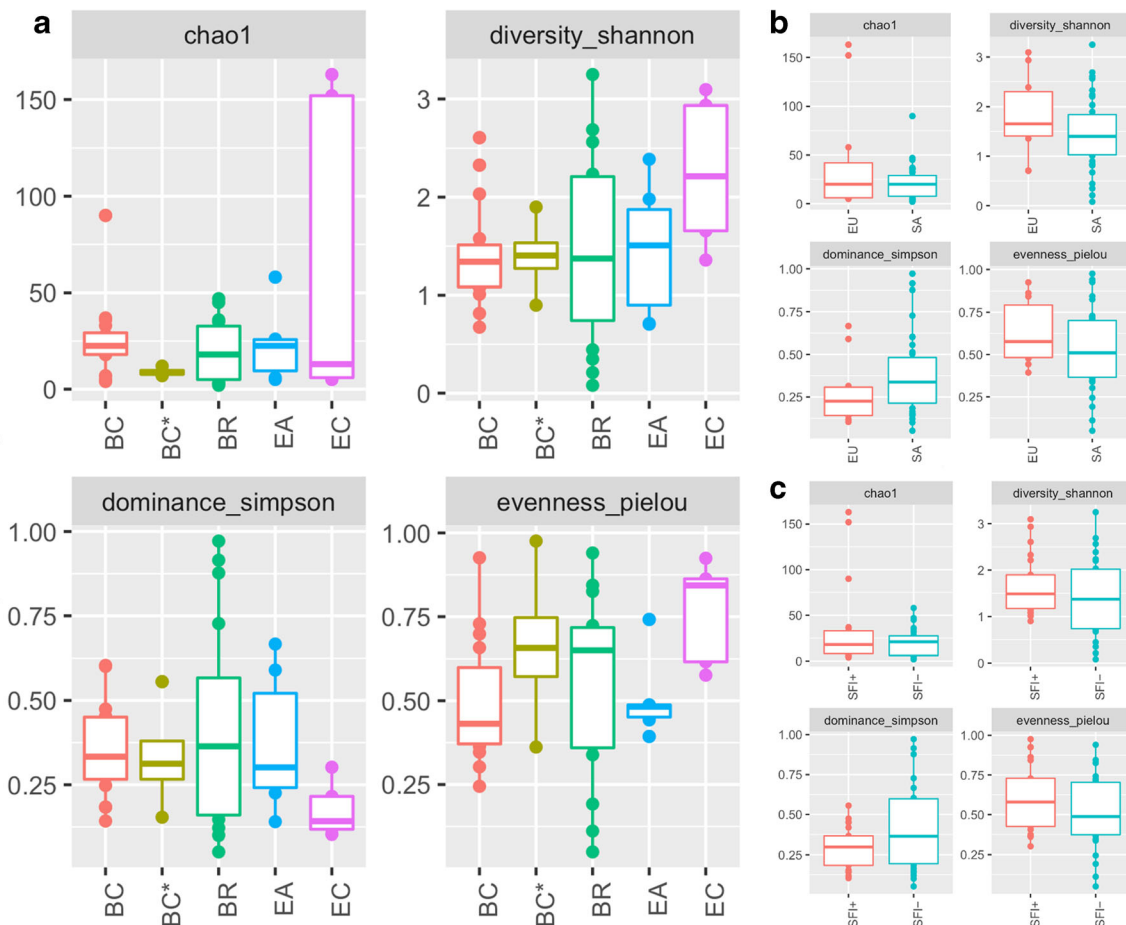 a
chao1
150
100
50
0
BC
BC*
BR
EA
EC
diversity_shannon
3
2
1
0
BC
BC*
BR
EA
EC
dominance_simpson
1.00
0.75
0.50
0.25
BC
BC*
BR
EA
EC
evenness_pielou
1.00
0.75
0.50
0.25
BC
BC*
BR
EA
EC
b
chao1
150
100
50
0
EU
SA
diversity_shannon
3
2
1
0
EU
SA
dominance_simpson
1.00
0.75
0.50
0.25
EU
SA
evenness_pielou
1.00
0.75
0.50
0.25
EU
SA
c
chao1
150
100
50
0
SFI+
SFI−
diversity_shannon
3
2
1
0
SFI+
SFI−
dominance_simpson
1.00
0.75
0.50
0.25
SFI+
SFI−
evenness_pielou
1.00
0.75
0.50
0.25
SFI+
SFI−